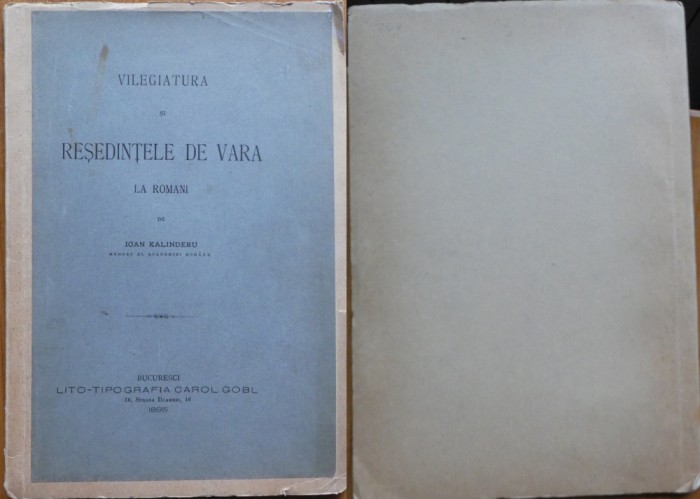 VILEGIATURA
ȘI
REȘEDINȚELE DE VARA
LA ROMANI
DE
IOAN KALINDERU
MEMBRU AL ACADEMIEI ROMÂNE
BUCURESCI
LITO-TIPOGRAFIA CAROL GÖBL
16, STRADA DOAMNEI, 16
1895